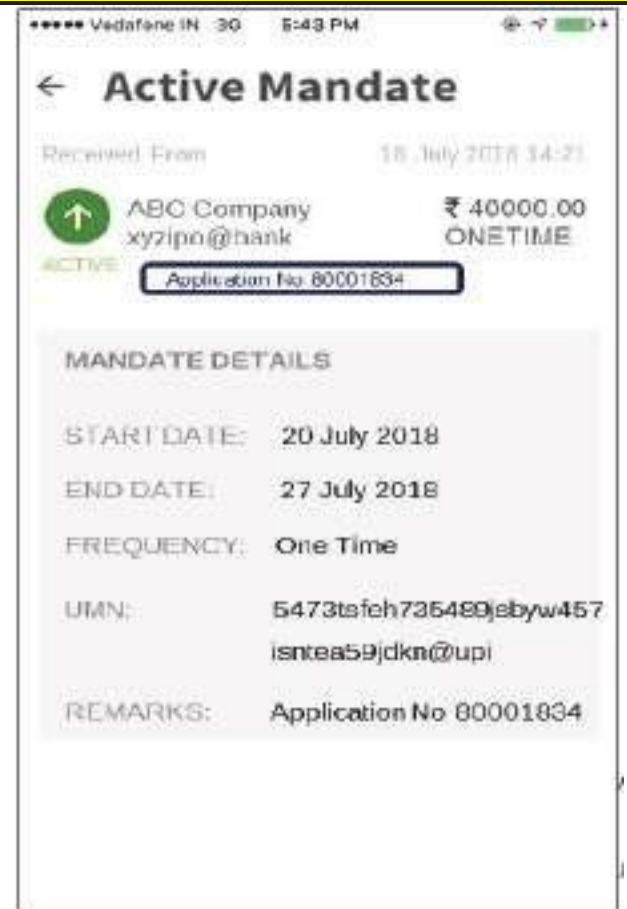 Vodafone IN 3G 5:43 PM
Active Mandate
Received From 18 July 2018 14:21
ABC Company ₹ 40000.00
xyzipo@bank ONETIME
ACTIVE
Application No 80001834
MANDATE DETAILS
START DATE: 20 July 2018
END DATE: 27 July 2018
FREQUENCY: One Time
UMN: 5473tsfeh735489jsbyw457
isntea59jdkn@upi
REMARKS: Application No 80001834